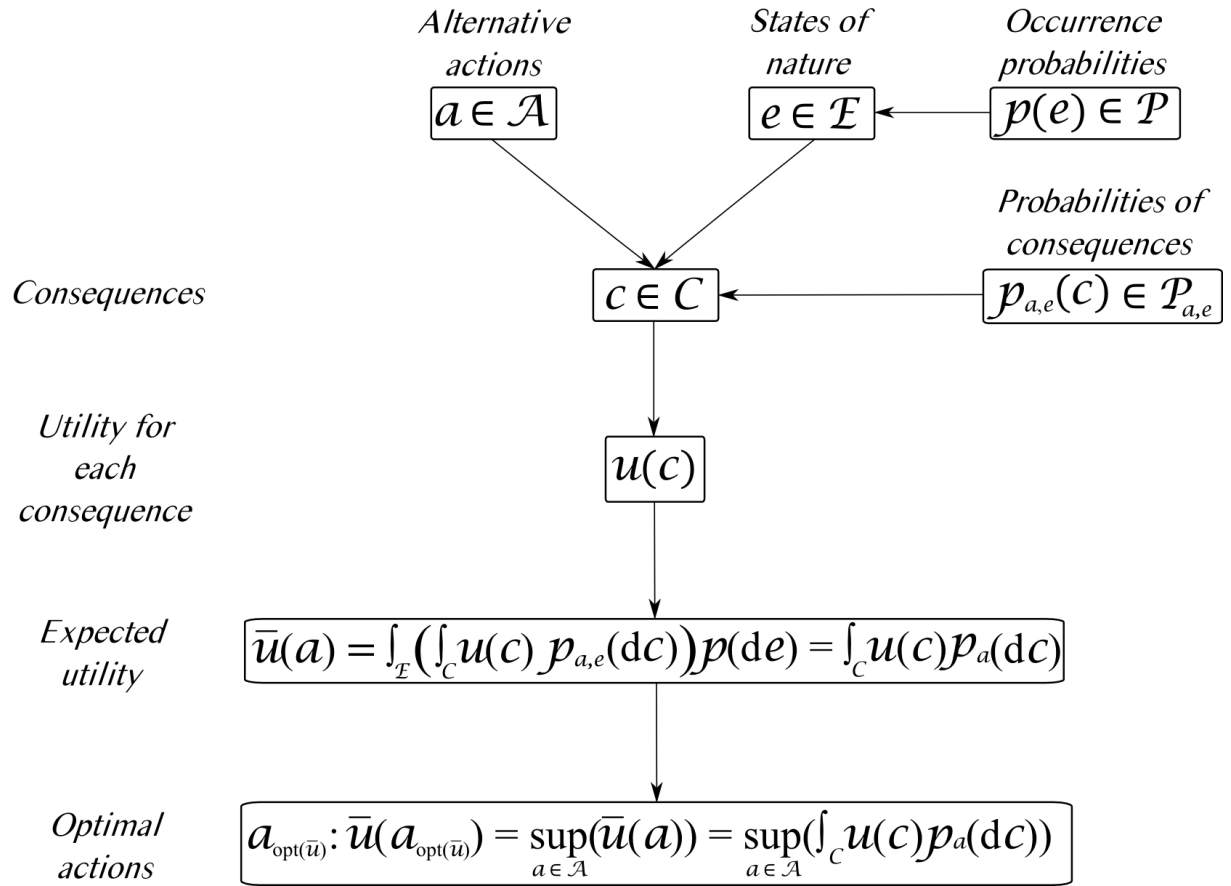 Alternative actions
States of nature
Occurrence probabilities
a ∈ 𝒜
e ∈ ℰ
p(e) ∈ 𝒫
Probabilities of consequences
Consequences
c ∈ C
p_{a,e}(c) ∈ 𝒫_{a,e}
Utility for
each
consequence
u(c)
Expected
utility
ū(a) = ∫_ℰ(∫_C u(c) p_{a,e}(dc))p(de) = ∫_C u(c)p_a(dc)
Optimal
actions
a_{opt(ū)}: ū(a_{opt(ū)}) = sup_{a ∈ 𝒜}(ū(a)) = sup_{a ∈ 𝒜}(∫_C u(c)p_a(dc))